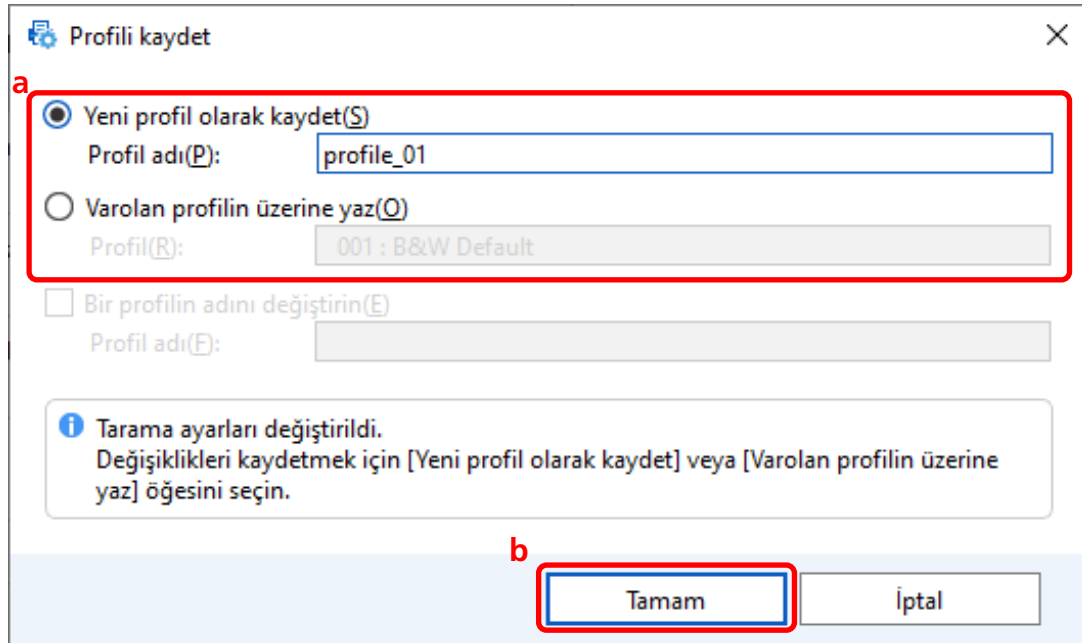 Profili kaydet
a
Yeni profil olarak kaydet(S)
Profil adı(P): profile_01
Varolan profilin üzerine yaz(O)
Profil(R): 001 : B&W Default
Bir profilin adını değiştirin(E)
Profil adı(F):
Tarama ayarları değiştirildi.
Değişiklikleri kaydetmek için [Yeni profil olarak kaydet] veya [Varolan profilin üzerine
yaz] öğesini seçin.
b
Tamam İptal